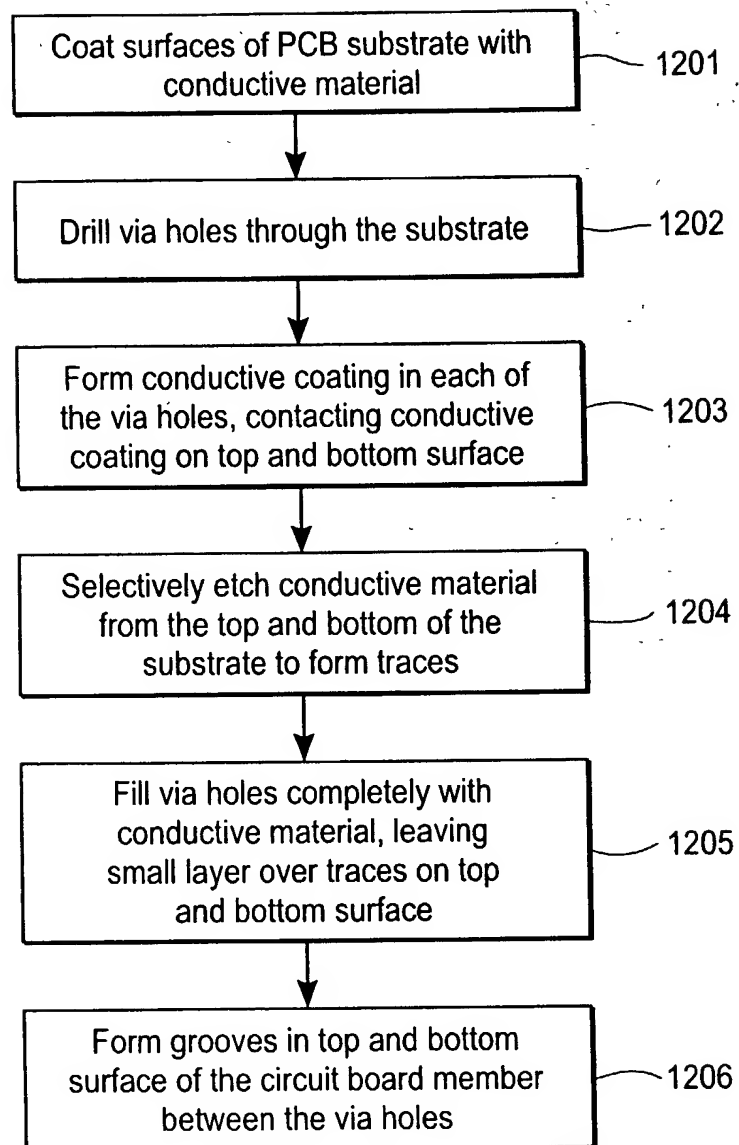 Coat surfaces of PCB substrate with
conductive material
1201
Drill via holes through the substrate
1202
Form conductive coating in each of
the via holes, contacting conductive
coating on top and bottom surface
1203
Selectively etch conductive material
from the top and bottom of the
substrate to form traces
1204
Fill via holes completely with
conductive material, leaving
small layer over traces on top
and bottom surface
1205
Form grooves in top and bottom
surface of the circuit board member
between the via holes
1206